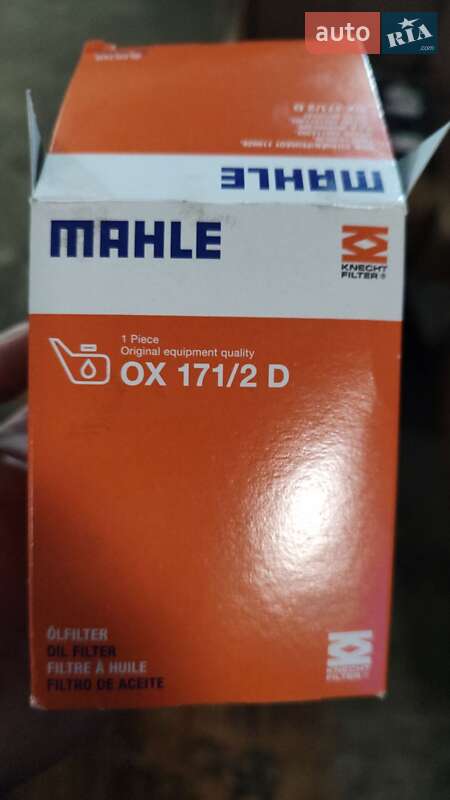 auto RIA.com
MAHLE
MAHLE
KNECHT
FILTER®
1 Piece
Original equipment quality
OX 171/2 D
ÖLFILTER
OIL FILTER
FILTRE À HUILE
FILTRO DE ACEITE
KNECHT
FILTER